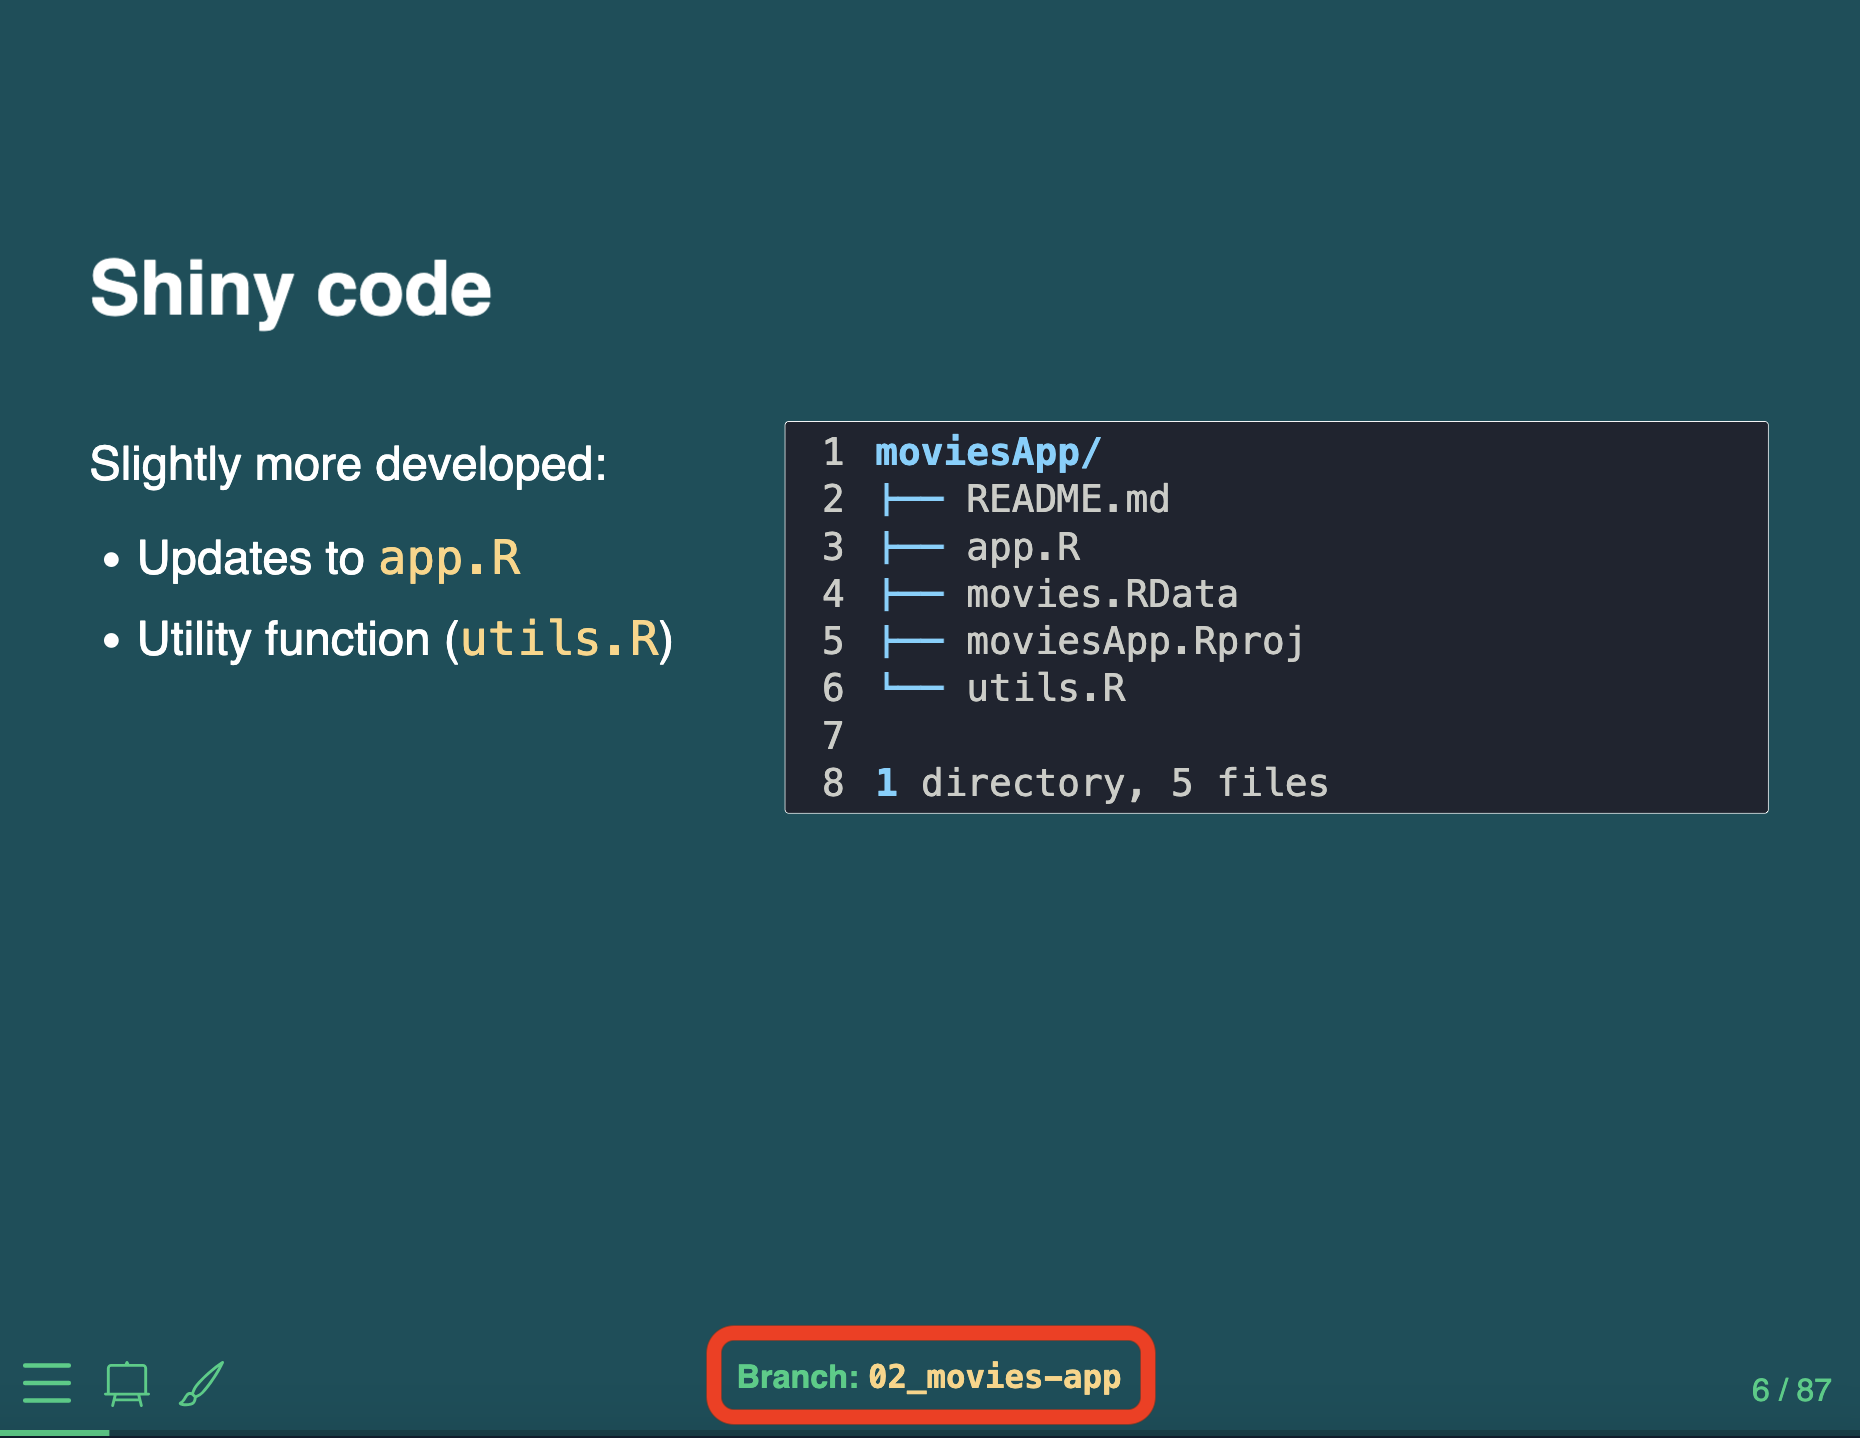 Shiny code
Slightly more developed:
• Updates to app.R
• Utility function (utils.R)
1 moviesApp/
2 ├── README.md
3 ├── app.R
4 ├── movies.RData
5 ├── moviesApp.Rproj
6 └── utils.R
7
8 1 directory, 5 files
Branch: 02_movies-app
6 / 87